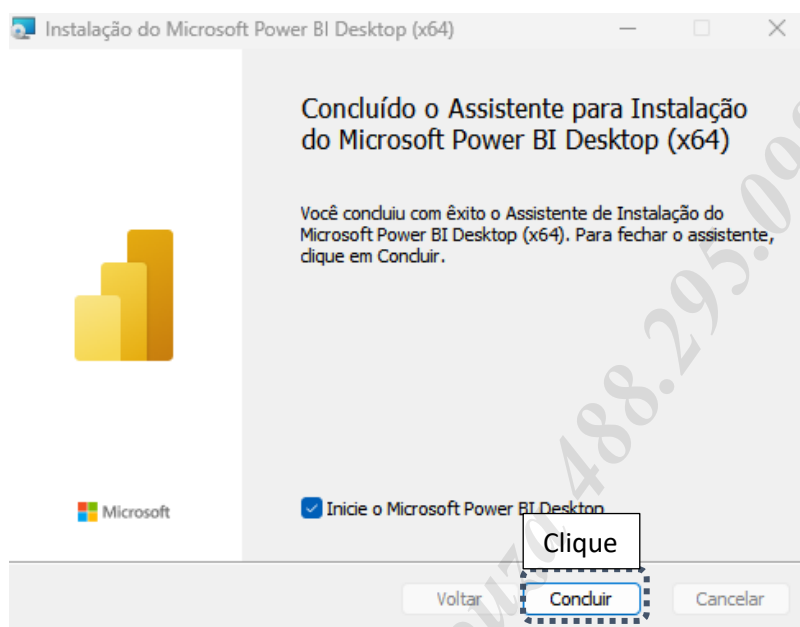 Instalação do Microsoft Power BI Desktop (x64)
Concluído o Assistente para Instalação
do Microsoft Power BI Desktop (x64)
Você concluiu com êxito o Assistente de Instalação do
Microsoft Power BI Desktop (x64). Para fechar o assistente,
clique em Concluir.
Microsoft
Inicie o Microsoft Power BI Desktop
Clique
Voltar
Concluir
Cancelar